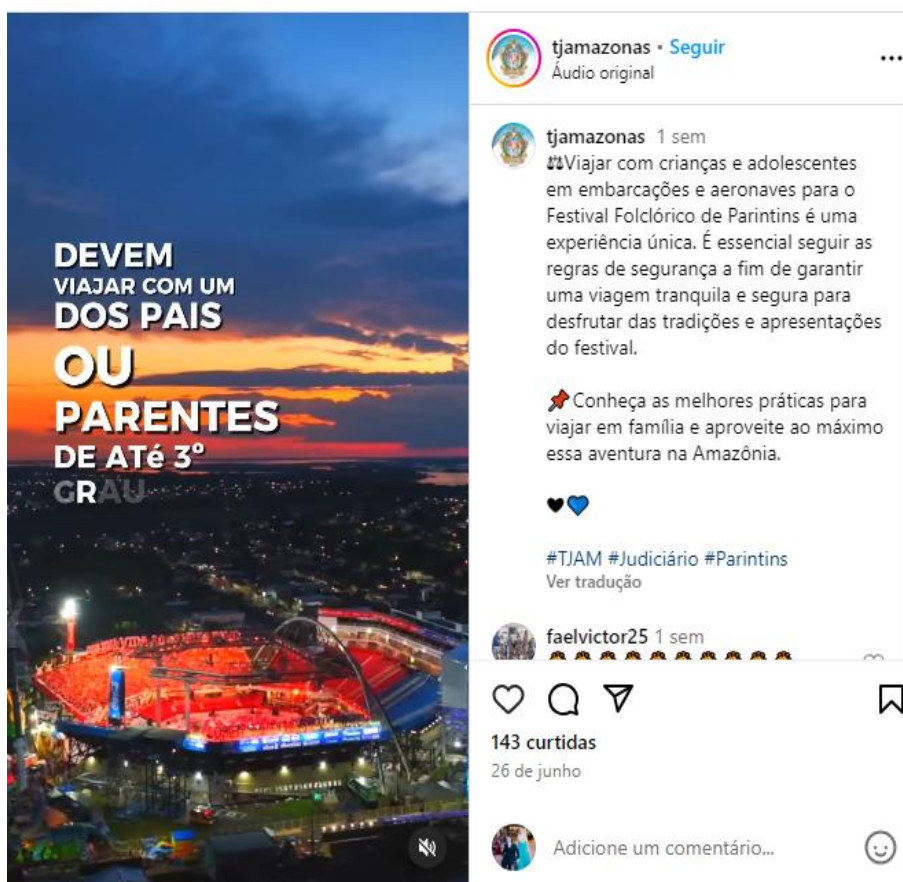 DEVEM
VIAJAR COM UM
DOS PAIS
OU
PARENTES
DE ATé 3º
GRAU
tjamazonas • Seguir
Áudio original
tjamazonas 1 sem
⚖Viajar com crianças e adolescentes
em embarcações e aeronaves para o
Festival Folclórico de Parintins é uma
experiência única. É essencial seguir as
regras de segurança a fim de garantir
uma viagem tranquila e segura para
desfrutar das tradições e apresentações
do festival.
📌Conheça as melhores práticas para
viajar em família e aproveite ao máximo
essa aventura na Amazônia.
🖤💙
#TJAM #Judiciário #Parintins
Ver tradução
faelvictor25 1 sem
143 curtidas
26 de junho
Adicione um comentário...